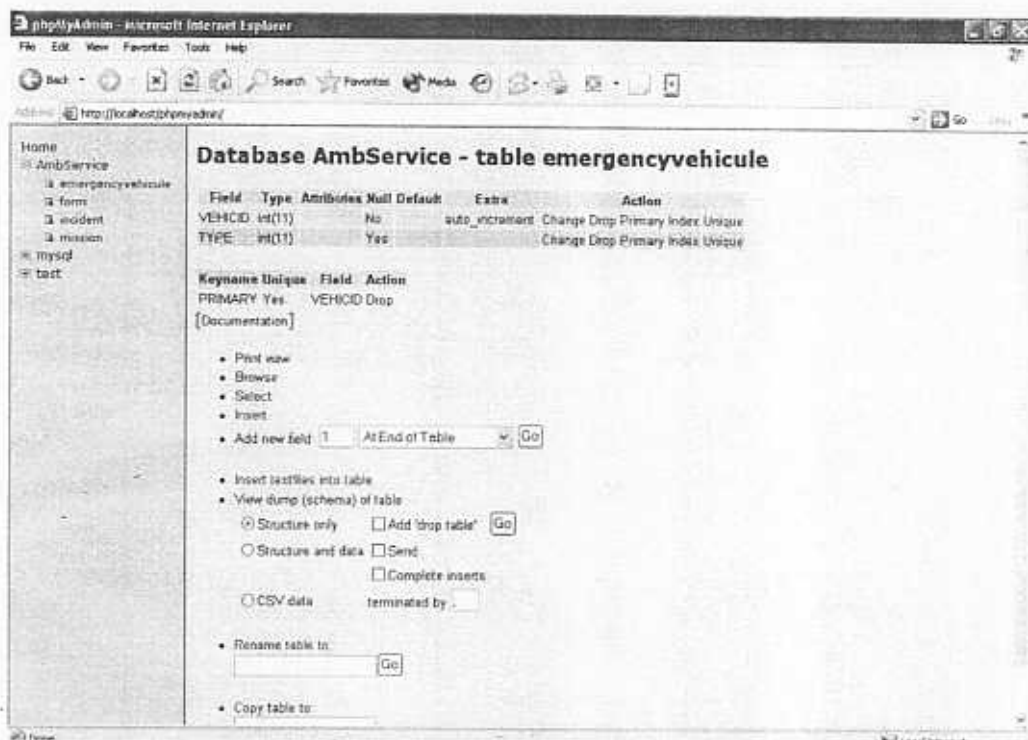 phpMyAdmin - Microsoft Internet Explorer
File Edit View Favorites Tools Help
Back Search Favorites Media
http://localhost/phpmyadmin/ Go
Home
AmbService
emergencyvehicule
form
incident
mission
mysql
test
Database AmbService - table emergencyvehicule
Field Type Attributes Null Default Extra Action
VEHICID int(11) No auto_increment Change Drop Primary Index Unique
TYPE int(11) Yes Change Drop Primary Index Unique
Keyname Unique Field Action
PRIMARY Yes VEHICID Drop
[Documentation]
Print view
Browse
Select
Insert
Add new field 1 At End of Table Go
Insert textfiles into table
View dump (schema) of table
Structure only Add 'drop table' Go
Structure and data Send
Complete inserts
CSV data terminated by
Rename table to:
Go
Copy table to:
Done